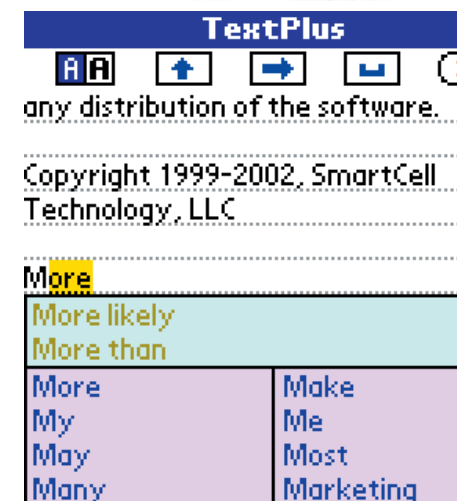 TextPlus
A A
any distribution of the software.
Copyright 1999-2002, SmartCell
Technology, LLC
More
More likely
More than
More Make
My Me
May Most
Many Marketing